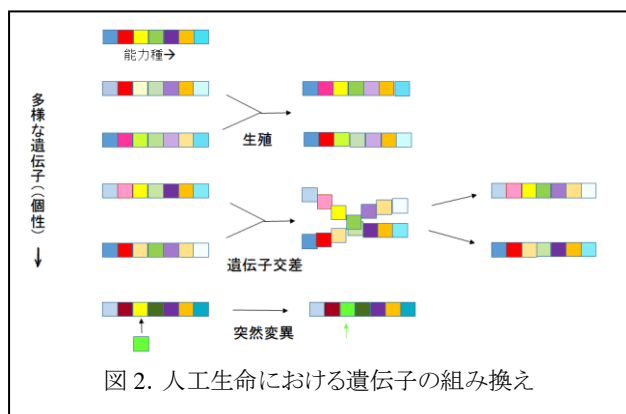 能力種→
多様な遺伝子((個性)→
生殖
遺伝子交差
突然変異
図 2. 人工生命における遺伝子の組み換え